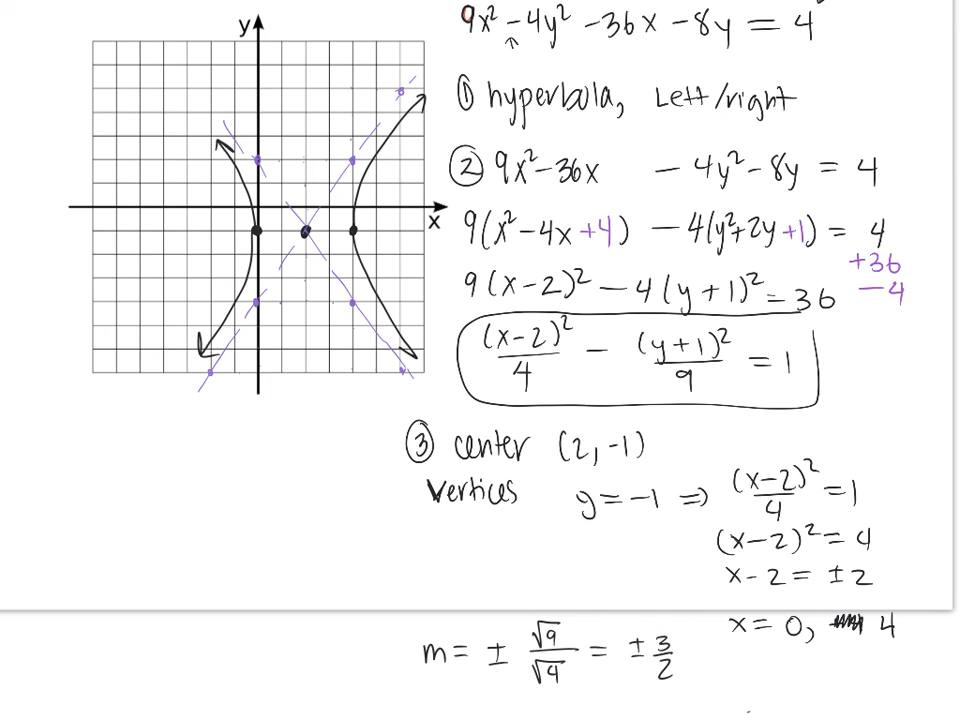 y
x
9x² - 4y² - 36x - 8y = 4
① hyperbola, Left/right
② 9x² - 36x - 4y² - 8y = 4
9(x² - 4x + 4) - 4(y² + 2y + 1) = 4
+36
-4
9(x-2)² - 4(y+1)² = 36
(x-2)²/4 - (y+1)²/9 = 1
③ center (2, -1)
Vertices y = -1 ⇒ (x-2)²/4 = 1
(x-2)² = 4
x - 2 = ±2
x = 0, 4
m = ± √9/√4 = ± 3/2